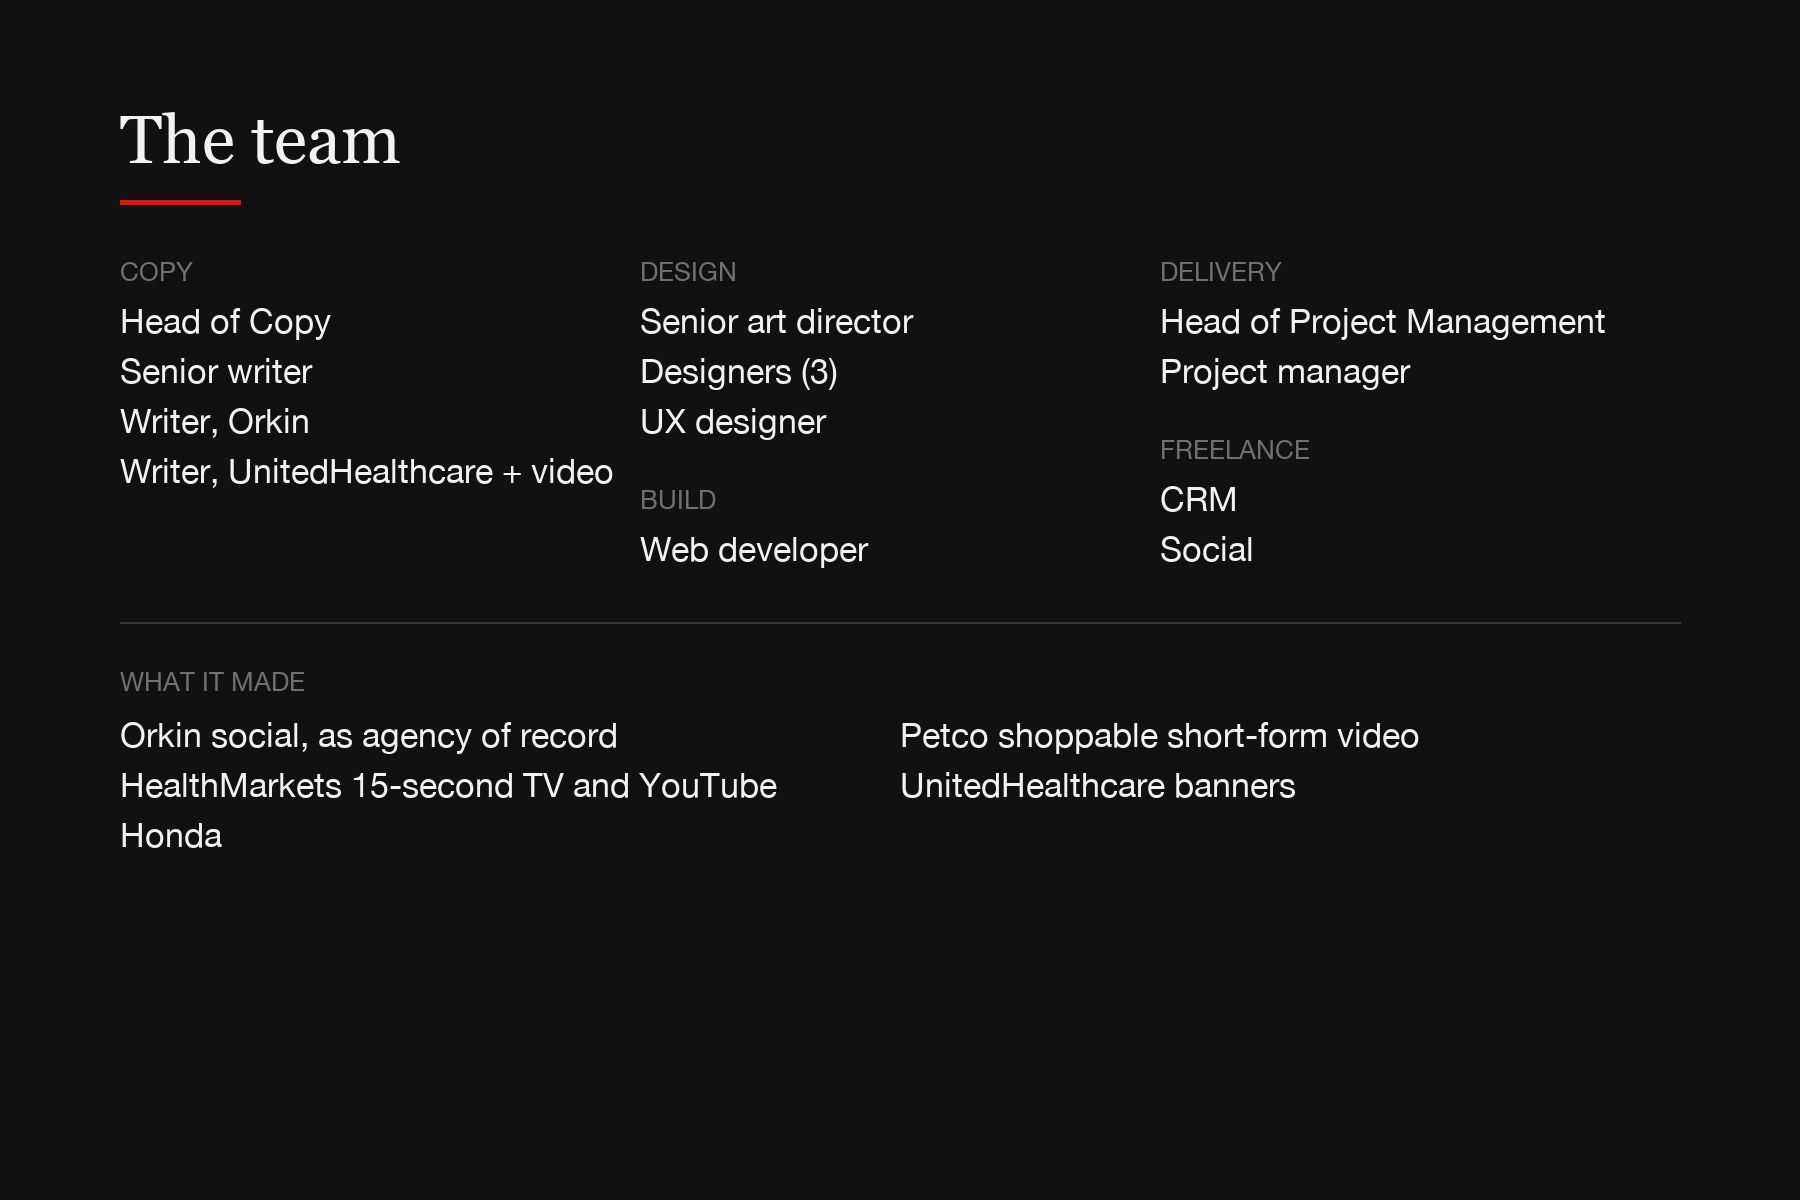 The team
COPY
Head of Copy
Senior writer
Writer, Orkin
Writer, UnitedHealthcare + video
DESIGN
Senior art director
Designers (3)
UX designer
BUILD
Web developer
DELIVERY
Head of Project Management
Project manager
FREELANCE
CRM
Social
WHAT IT MADE
Orkin social, as agency of record
HealthMarkets 15-second TV and YouTube
Honda
Petco shoppable short-form video
UnitedHealthcare banners